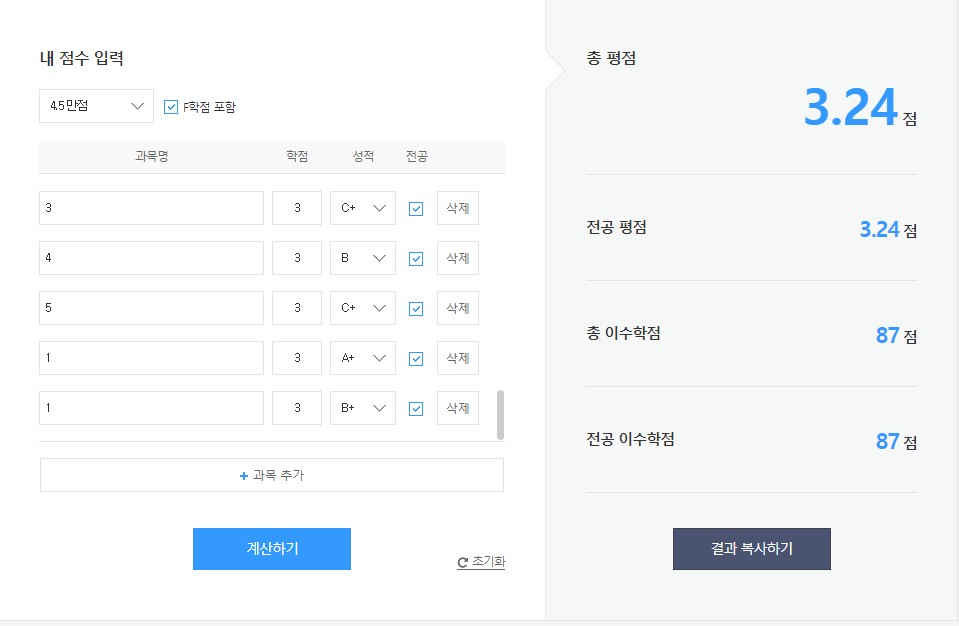 내 점수 입력
4.5만점
F학점 포함
과목명 학점 성적 전공
3 3 C+ 삭제
4 3 B 삭제
5 3 C+ 삭제
1 3 A+ 삭제
1 3 B+ 삭제
+ 과목 추가
계산하기
초기화
총 평점
3.24 점
전공 평점
3.24 점
총 이수학점
87 점
전공 이수학점
87 점
결과 복사하기